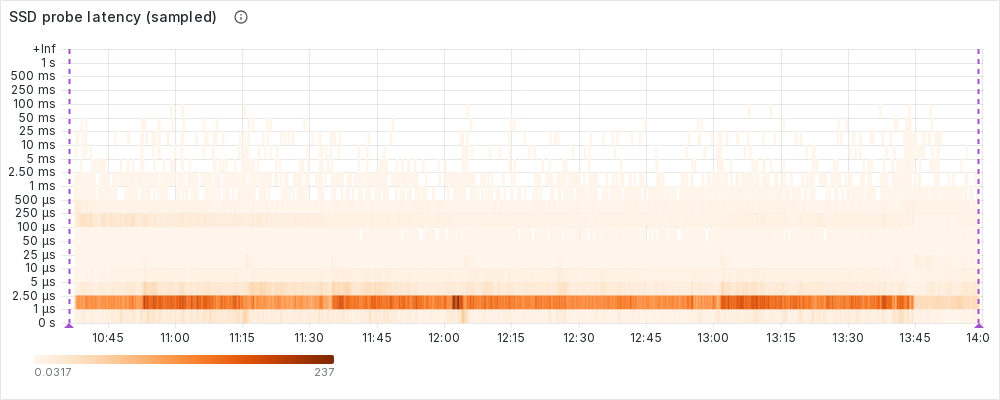 SSD probe latency (sampled)
+Inf
1 s
500 ms
250 ms
100 ms
50 ms
25 ms
10 ms
5 ms
2.50 ms
1 ms
500 µs
250 µs
100 µs
50 µs
25 µs
10 µs
5 µs
2.50 µs
1 µs
0 s
10:45 11:00 11:15 11:30 11:45 12:00 12:15 12:30 12:45 13:00 13:15 13:30 13:45 14:0
0.0317 237